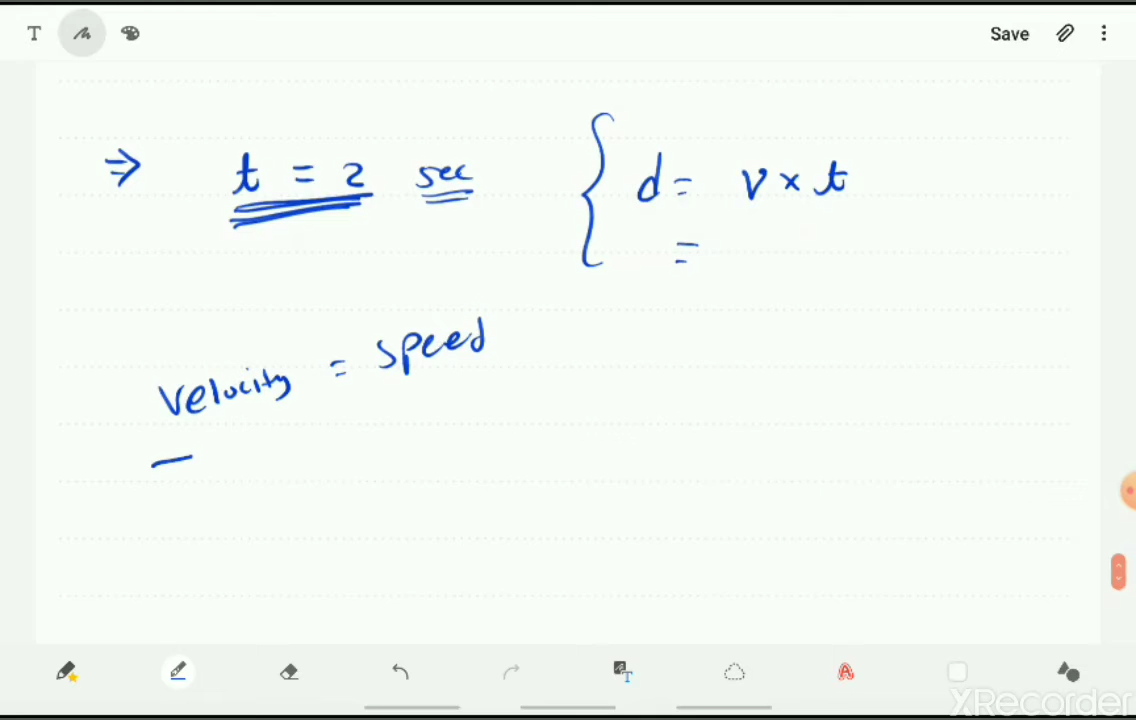 T Save
⇒ t = 2 sec { d = v × t
=
velocity = speed
—
XRecorder